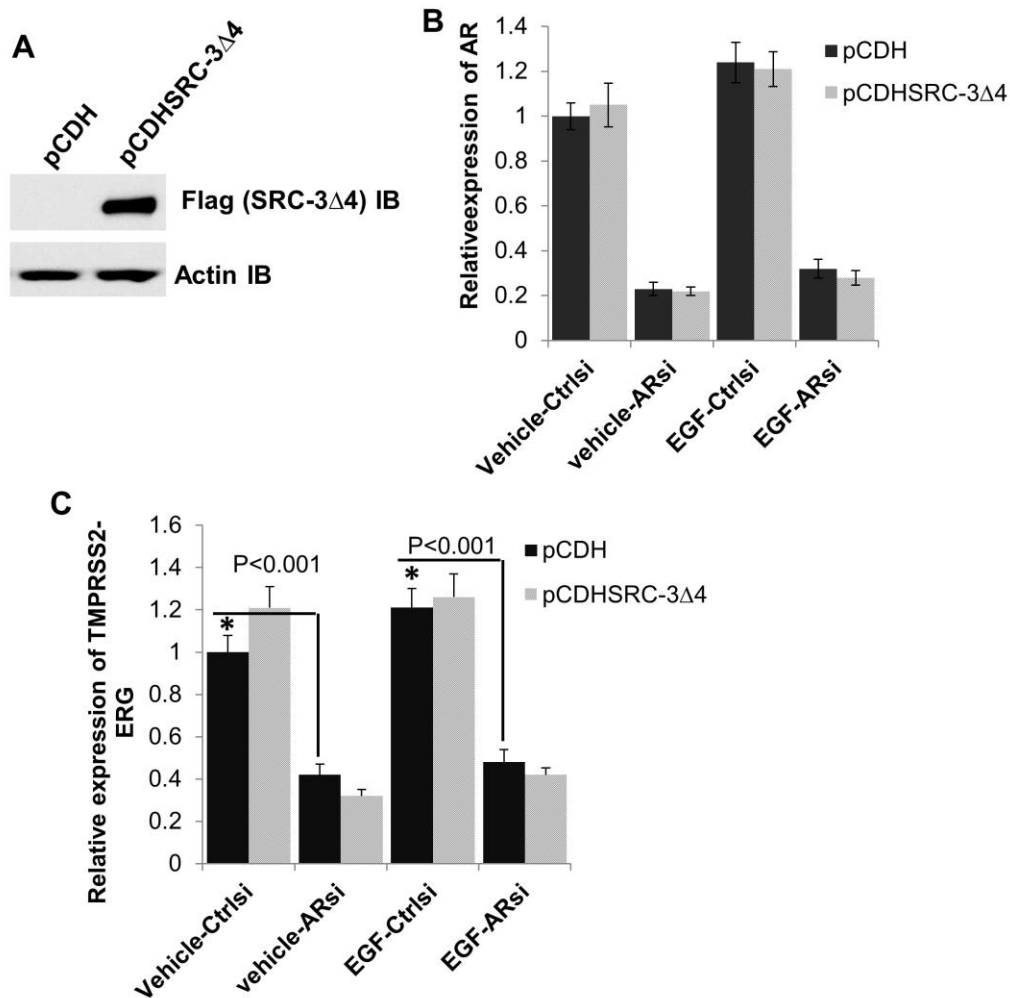 A
pCDH
pCDHSRC-3Δ4
Flag (SRC-3Δ4) IB
Actin IB
B
Relativeexpression of AR
1.4
1.2
1
0.8
0.6
0.4
0.2
0
pCDH
pCDHSRC-3Δ4
Vehicle-Ctrlsi
vehicle-ARsi
EGF-Ctrlsi
EGF-ARsi
C
Relative expression of TMPRSS2-
ERG
1.6
1.4
1.2
1
0.8
0.6
0.4
0.2
0
P<0.001
*
P<0.001
*
pCDH
pCDHSRC-3Δ4
Vehicle-Ctrlsi
vehicle-ARsi
EGF-Ctrlsi
EGF-ARsi